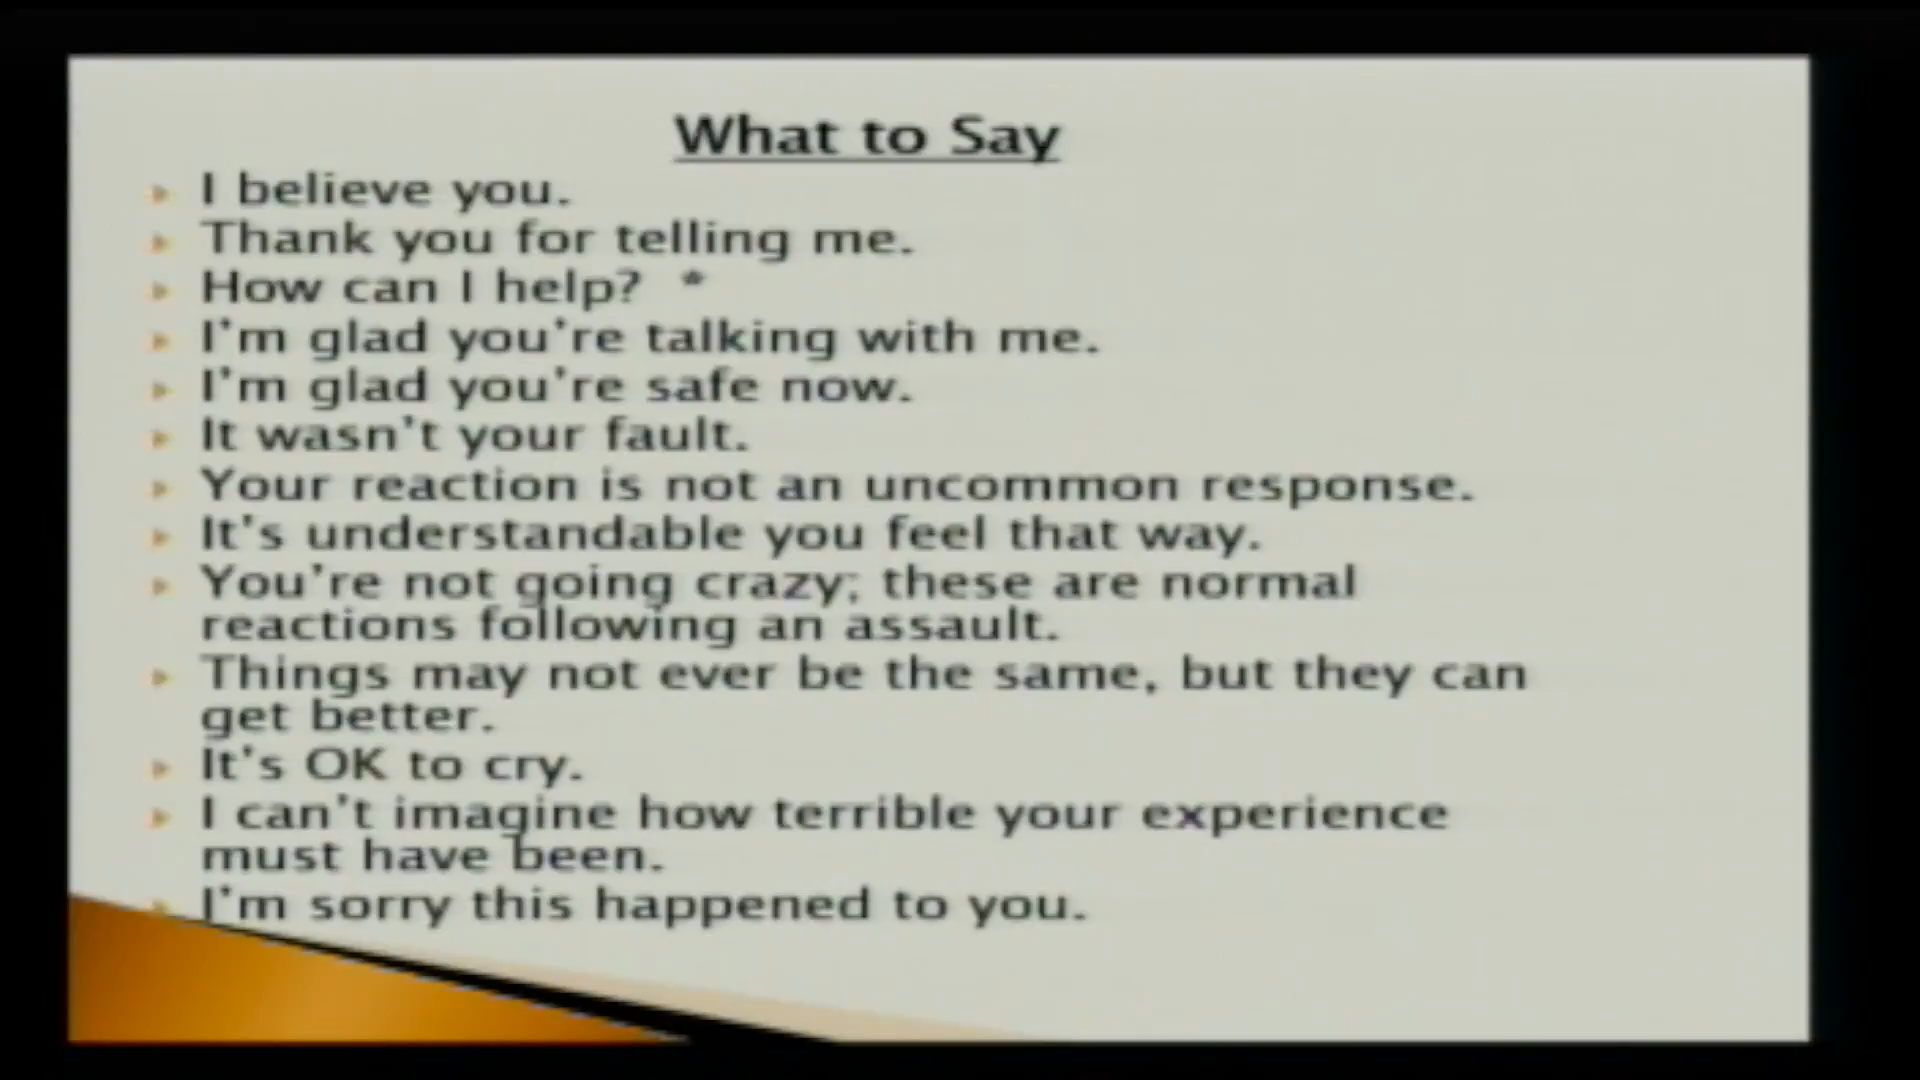 What to Say
I believe you.
Thank you for telling me.
How can I help? *
I'm glad you're talking with me.
I'm glad you're safe now.
It wasn't your fault.
Your reaction is not an uncommon response.
It's understandable you feel that way.
You're not going crazy; these are normal
reactions following an assault.
Things may not ever be the same, but they can
get better.
It's OK to cry.
I can't imagine how terrible your experience
must have been.
I'm sorry this happened to you.